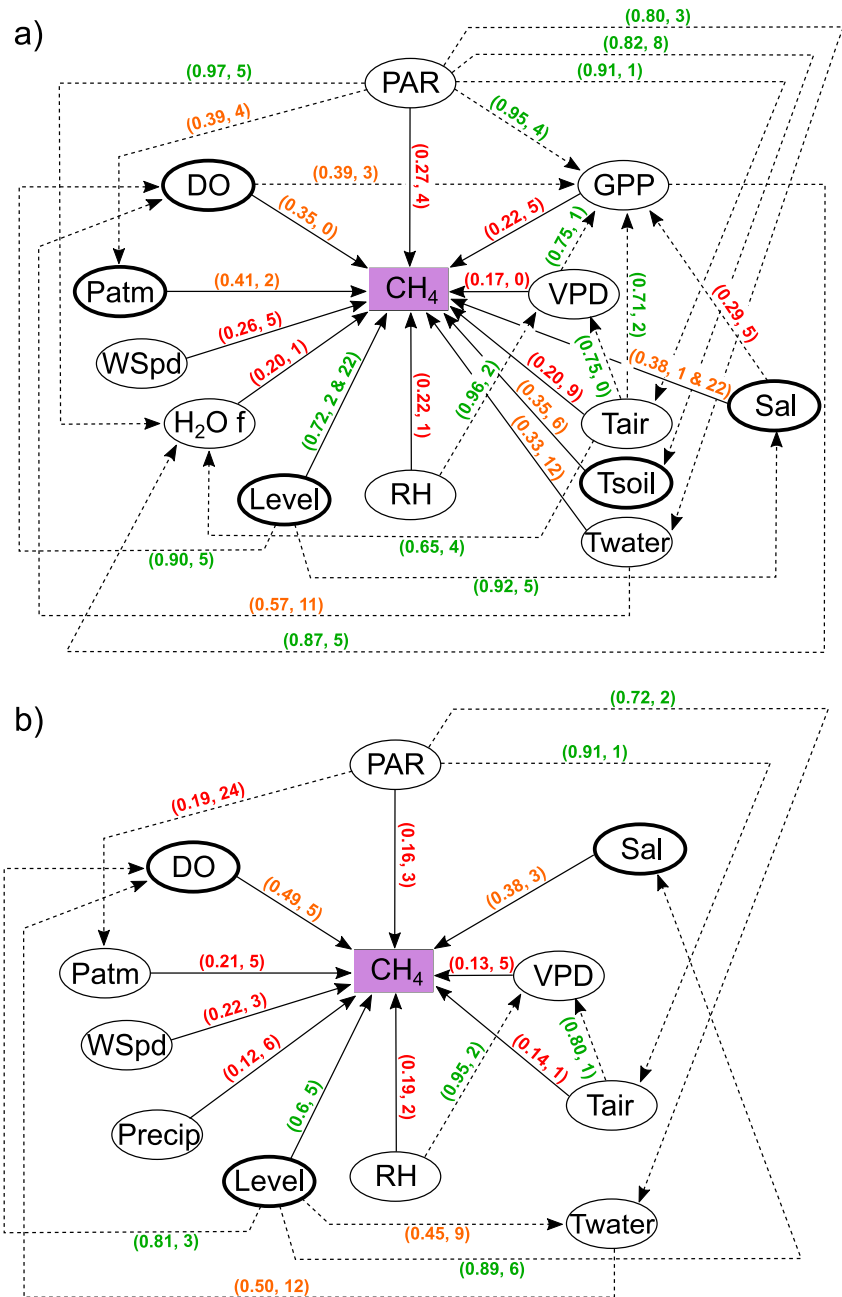 a)
(0.80, 3)
(0.82, 8)
(0.97, 5)
PAR
(0.91, 1)
(0.39, 4)
(0.95, 4)
DO
(0.39, 3)
(0.27, 4)
GPP
(0.35, 0)
(0.22, 5)
(0.75, 1)
Patm
(0.41, 2)
CH4
(0.17, 0)
VPD
(0.71, 2)
(0.29, 5)
WSpd
(0.26, 5)
(0.20, 1)
(0.75, 0)
(0.38, 1 & 22)
H2O f
(0.72, 2 & 22)
(0.22, 1)
(0.96, 2)
(0.20, 9)
(0.35, 6)
(0.33, 12)
Tair
Sal
Level
RH
Tsoil
Twater
(0.90, 5)
(0.65, 4)
(0.92, 5)
(0.57, 11)
(0.87, 5)
b)
(0.72, 2)
PAR
(0.91, 1)
(0.19, 24)
(0.16, 3)
DO
Sal
(0.49, 5)
(0.38, 3)
Patm
(0.21, 5)
CH4
(0.13, 5)
VPD
WSpd
(0.22, 3)
(0.12, 6)
(0.80, 1)
(0.14, 1)
(0.95, 2)
(0.19, 2)
(0.6, 5)
Tair
Precip
Level
RH
Twater
(0.81, 3)
(0.45, 9)
(0.89, 6)
(0.50, 12)